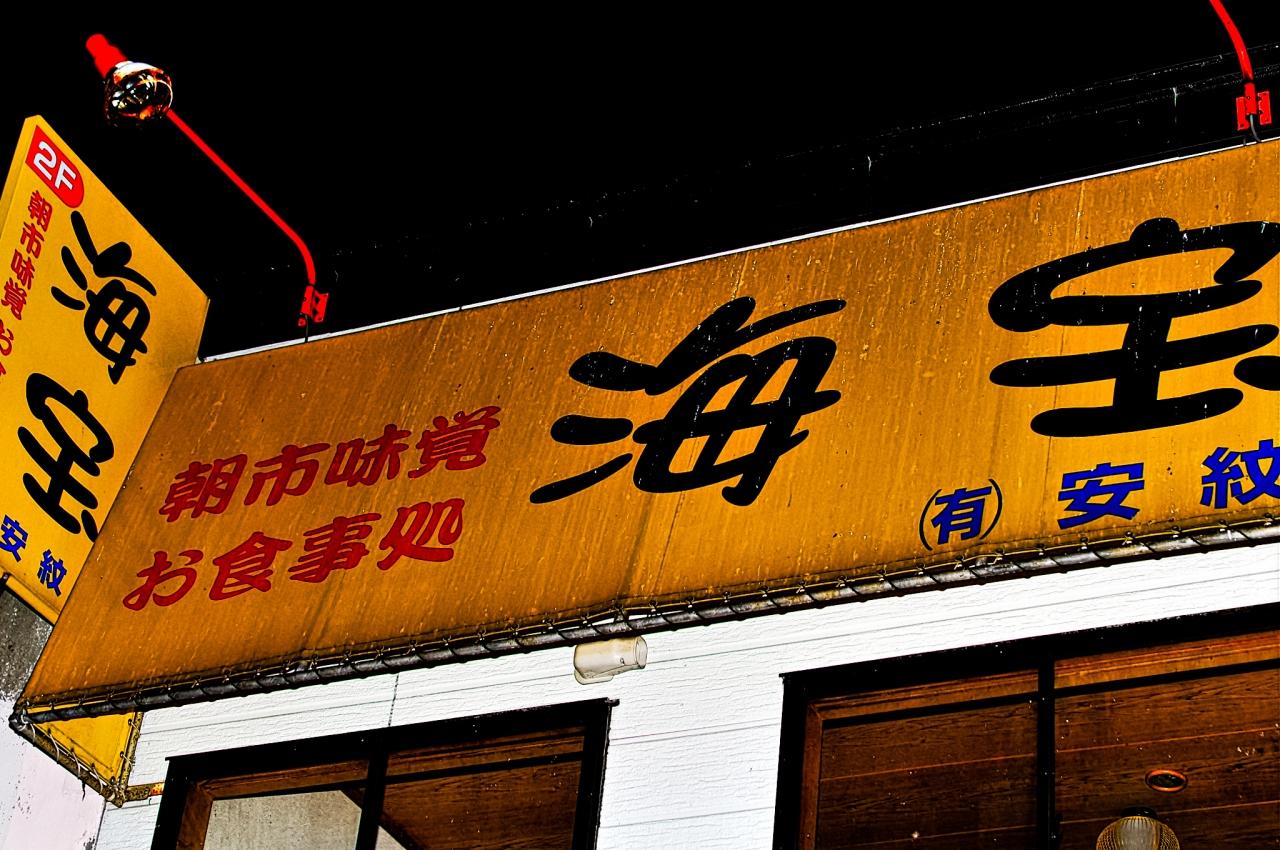 2F
朝市味覚 お
海宝
安紋
朝市味覚
お食事処
海宝
(有)安紋